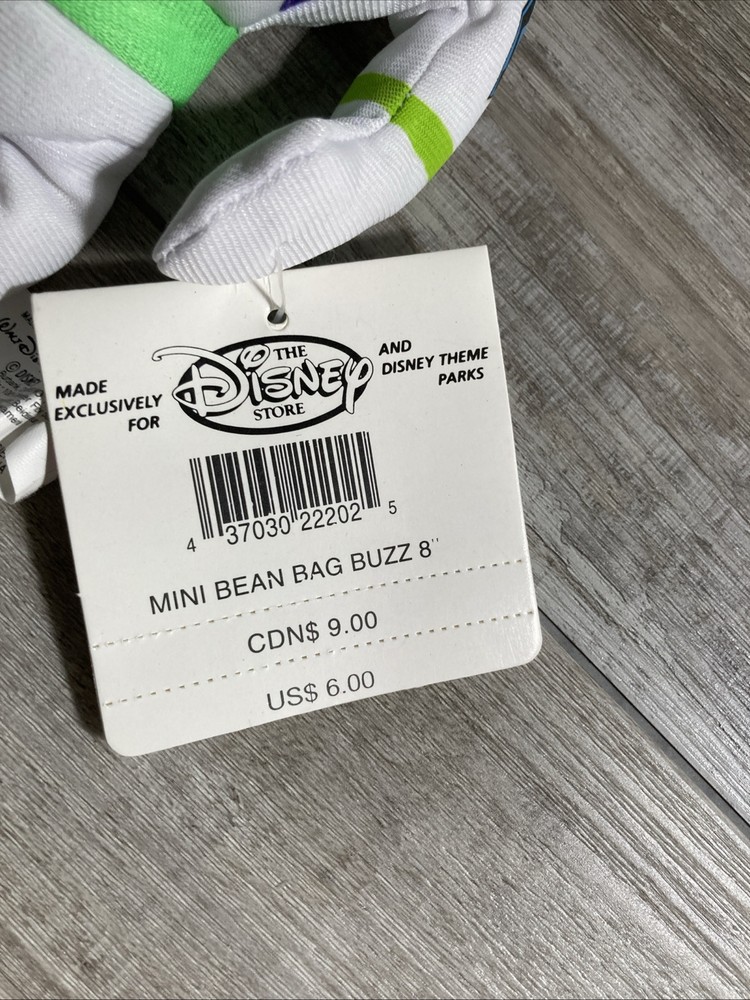 MADE
EXCLUSIVELY
FOR
THE
Disney
STORE
AND
DISNEY THEME
PARKS
4 37030 22202 5
MINI BEAN BAG BUZZ 8"
CDN$ 9.00
US$ 6.00